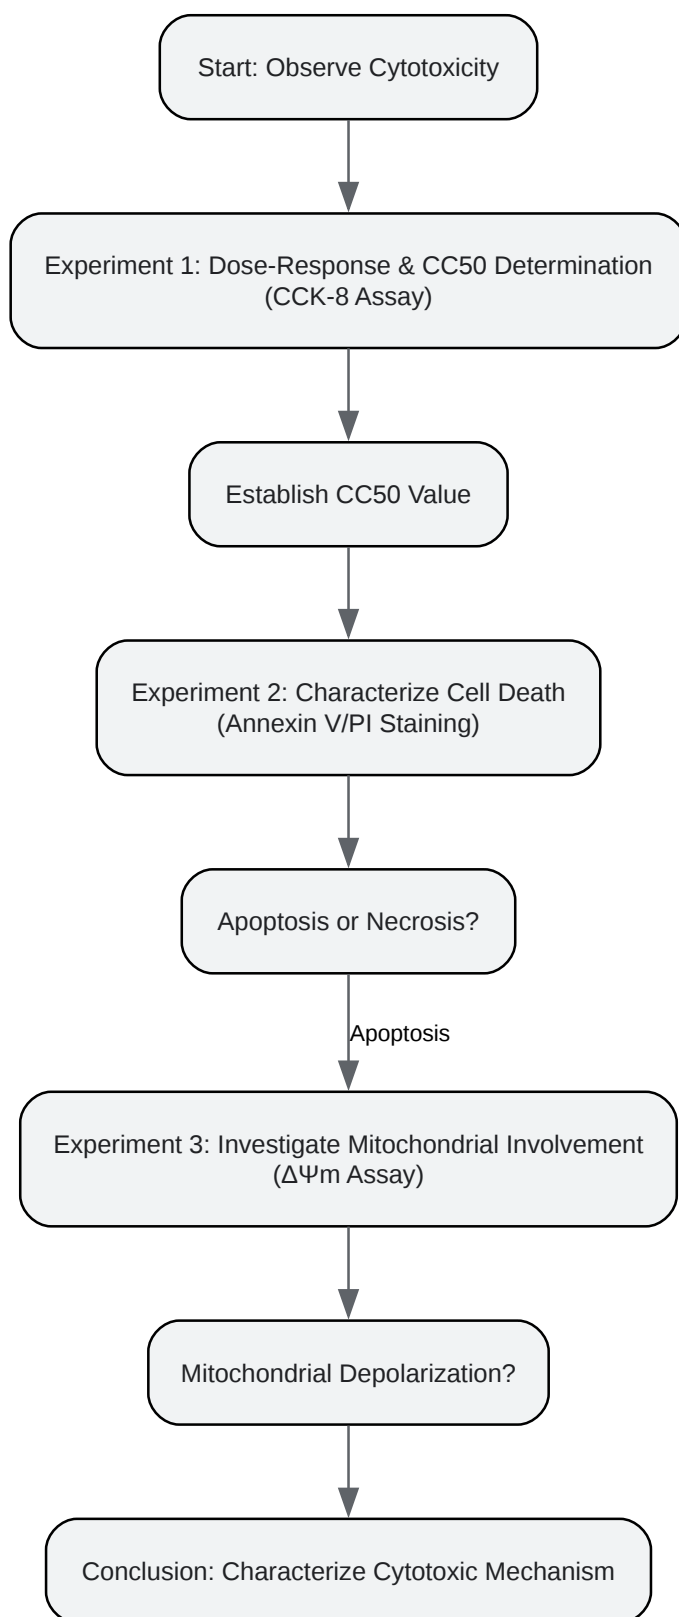 Start: Observe Cytotoxicity
Experiment 1: Dose-Response & CC50 Determination
(CCK-8 Assay)
Establish CC50 Value
Experiment 2: Characterize Cell Death
(Annexin V/PI Staining)
Apoptosis or Necrosis?
Apoptosis
Experiment 3: Investigate Mitochondrial Involvement
(ΔΨm Assay)
Mitochondrial Depolarization?
Conclusion: Characterize Cytotoxic Mechanism